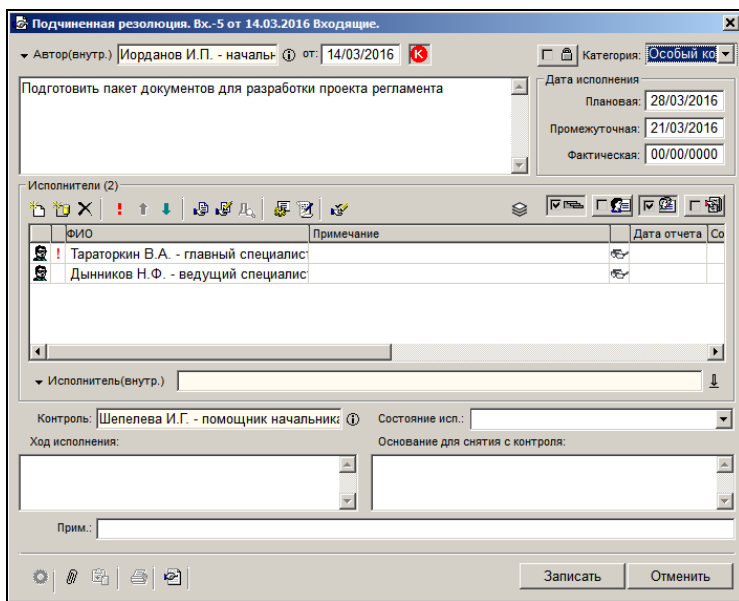 Подчиненная резолюция. Вх.-5 от 14.03.2016 Входящие.
Автор(внутр.) Иорданов И.П. - начальн от: 14/03/2016 K Категория: Особый ко
Подготовить пакет документов для разработки проекта регламента
Дата исполнения
Плановая: 28/03/2016
Промежуточная: 21/03/2016
Фактическая: 00/00/0000
Исполнители (2)
ФИО Примечание Дата отчета Со
! Тараторкин В.А. - главный специалист
Дынников Н.Ф. - ведущий специалист
Исполнитель(внутр.)
Контроль: Шепелева И.Г. - помощник начальника Состояние исп.:
Ход исполнения: Основание для снятия с контроля:
Прим.:
Записать Отменить